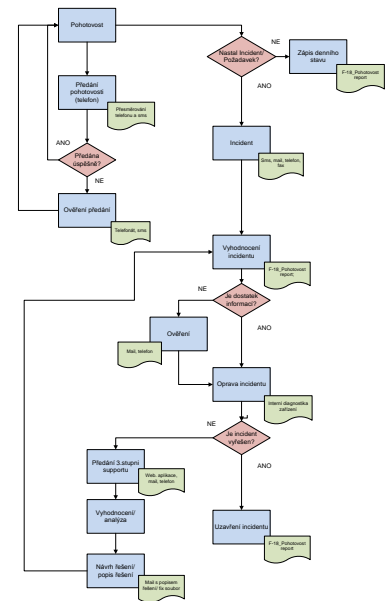 Pohotovost
Nastal Incident/
Požadavek?
NE
Zápis denního
stavu
F-18_Pohotovost
report
ANO
Předání
pohotovosti
(telefon)
Přesměrování
telefonu a sms
ANO
Předána
úspěšně?
NE
Ověření předání
Telefonát, sms
Incident
Sms, mail, telefon,
fax
Vyhodnocení
incidentu
F-18_Pohotovost
report
Je dostatek
informací?
NE
ANO
Ověření
Mail, telefon
Oprava incidentu
Interní diagnostika
zařízení
Je incident
vyřešen?
NE
ANO
Předání 3.stupni
supportu
Web, aplikace,
mail, telefon
Vyhodnocení/
analýza
Uzavření incidentu
F-18_Pohotovost
report
Návrh řešení/
popis řešení
Mail s popisem
řešení/ fix soubor